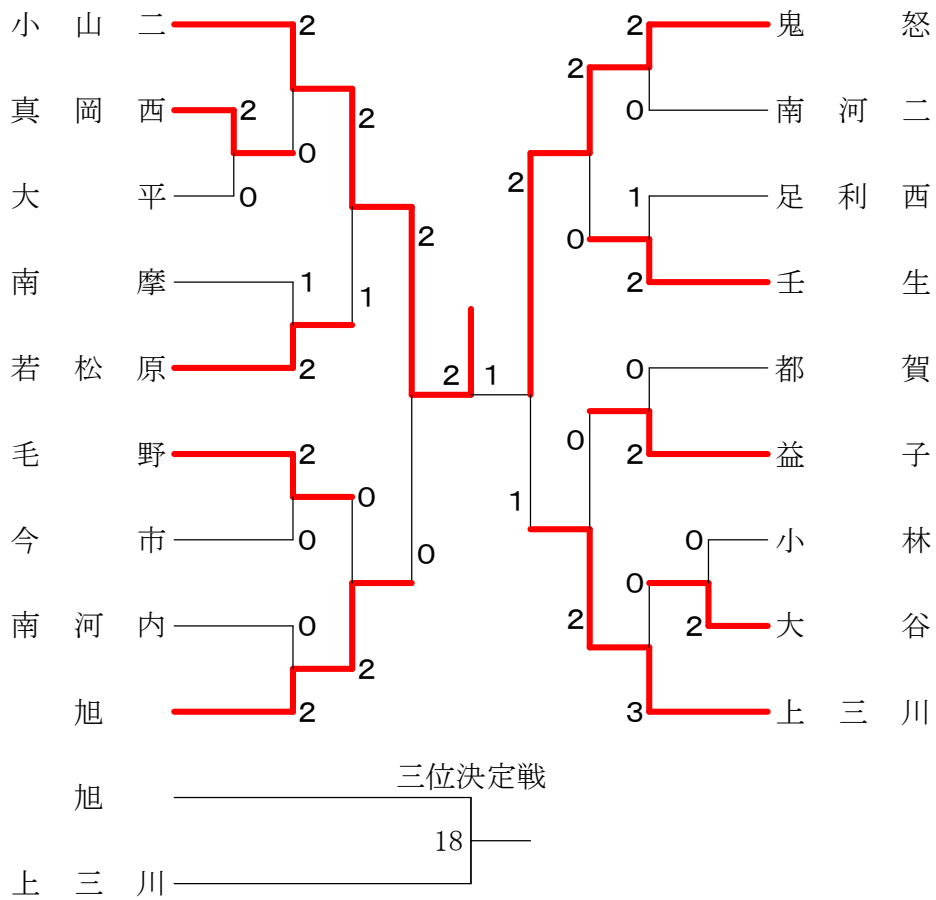 小山二 2 2 鬼怒
真岡西 2 2 2 0 南河二
0 2 1 足利西
大平 0 2 0
南摩 1 1 2 壬生
若松原 2 2 1 0 都賀
毛野 2 0 2 益子
0 1
今市 0 0 0 小林
南河内 0 0 2 2 大谷
2
旭 2 3 上三川
三位決定戦
旭
18
上三川